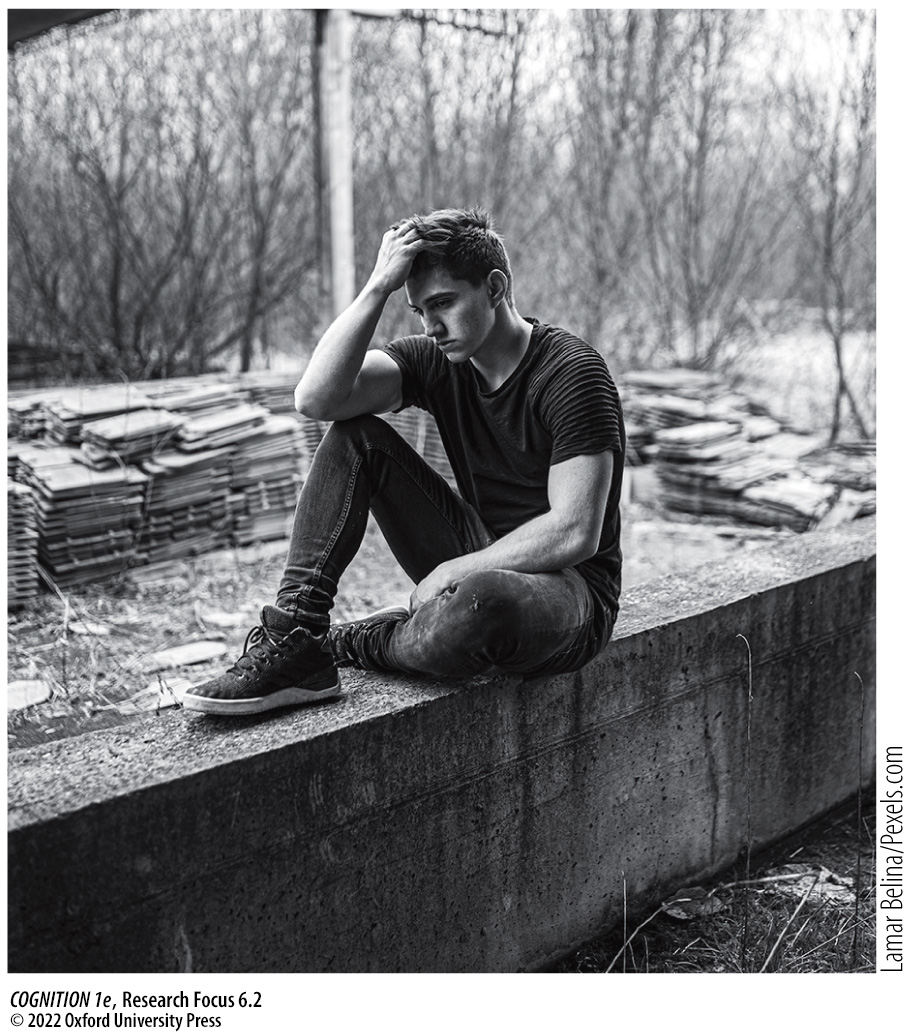 Lamar Belina/Pexels.com
COGNITION 1e, Research Focus 6.2
© 2022 Oxford University Press